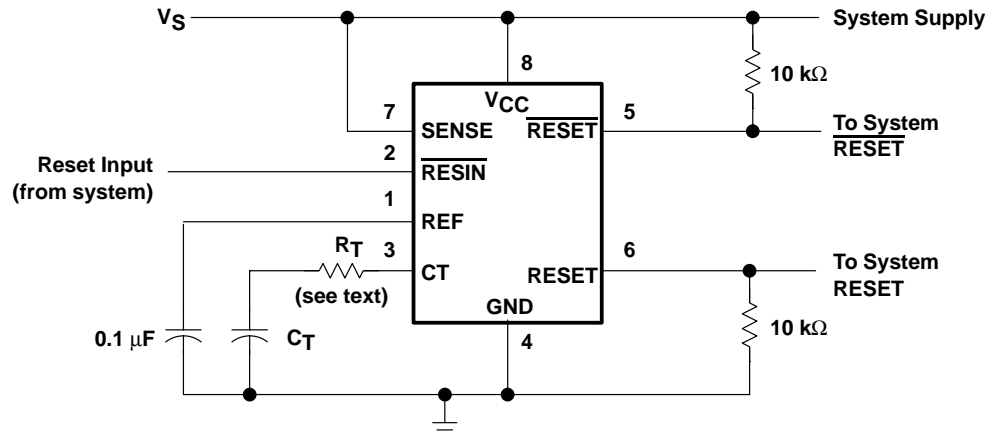 VS
System Supply
8
10 kΩ
VCC
7
5
SENSE
RESET
To System
RESET
2
Reset Input
(from system)
RESIN
1
REF
RT
3
6
CT
RESET
To System
RESET
(see text)
GND
0.1 μF
CT
4
10 kΩ